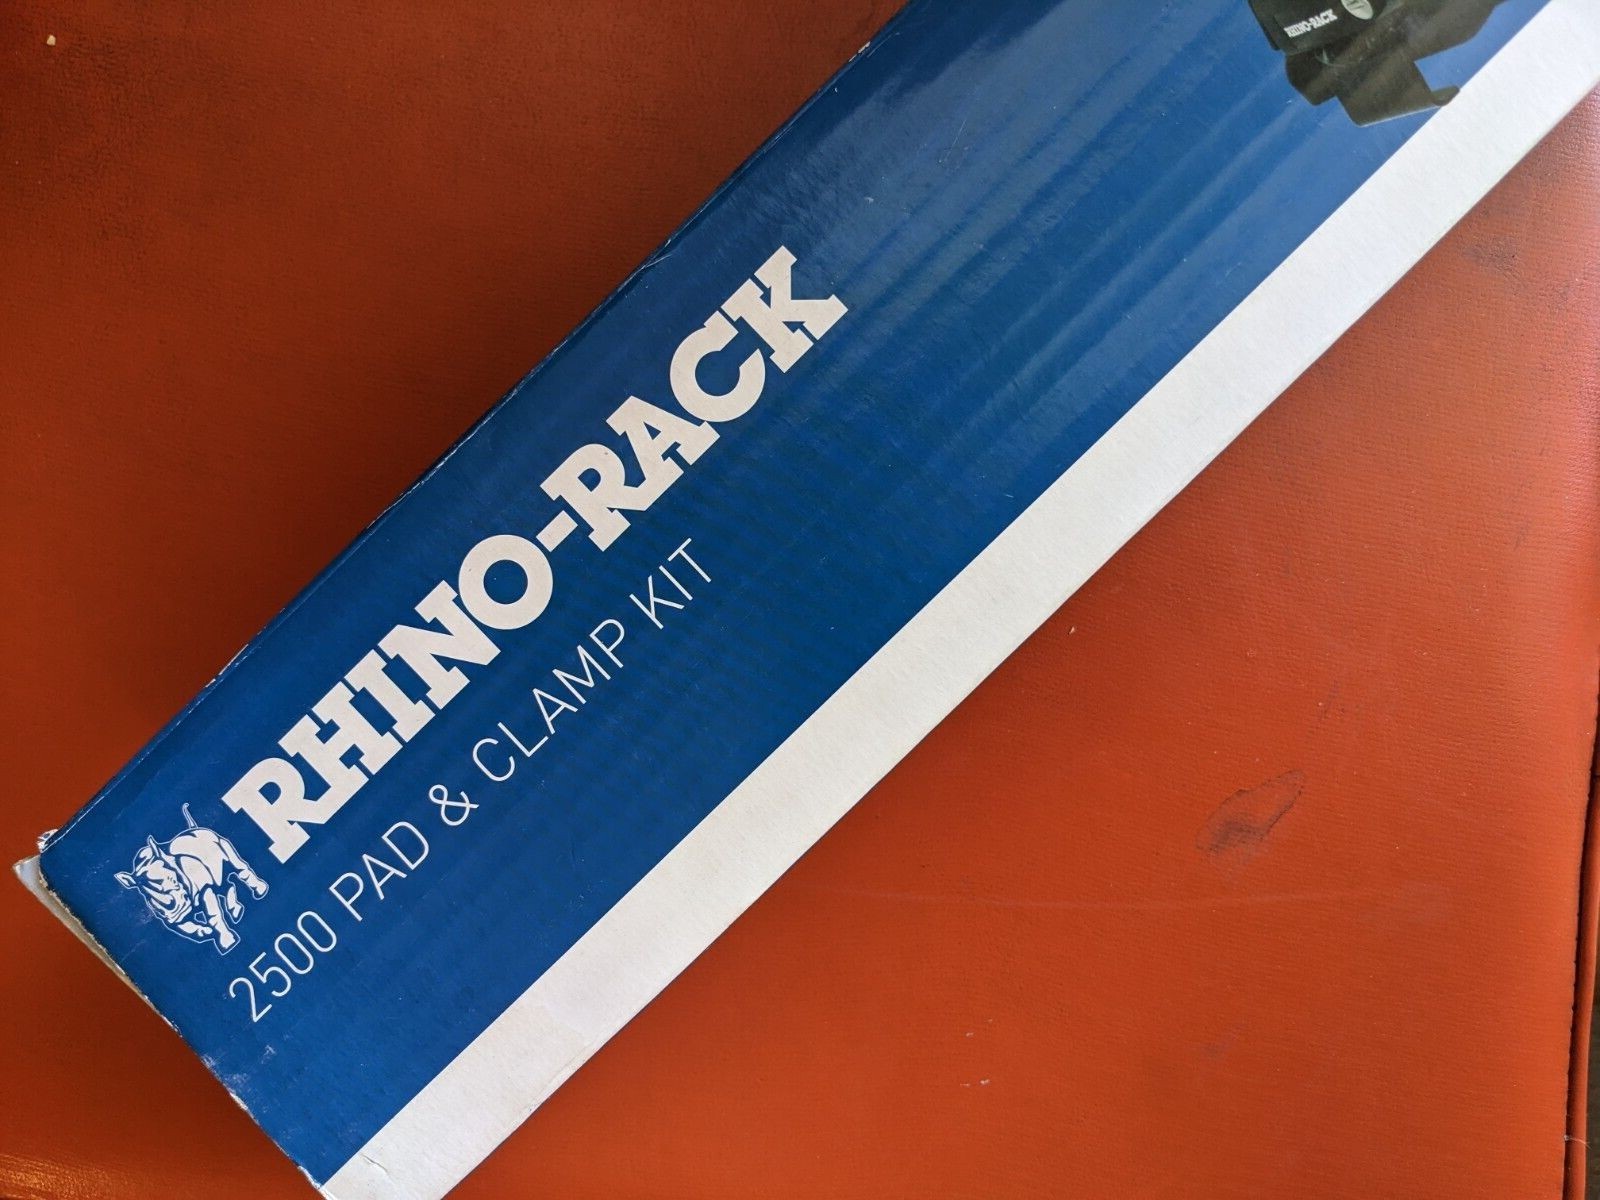 RHINO-RACK
RHINO-RACK
2500 PAD & CLAMP KIT